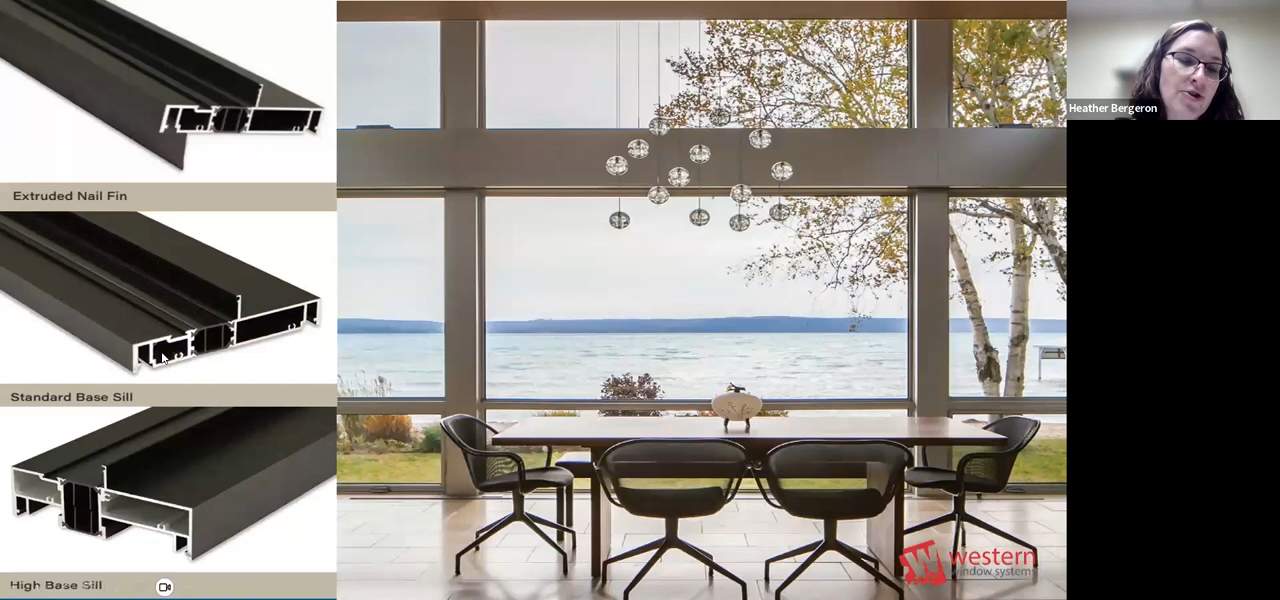 Extruded Nail Fin
Standard Base Sill
High Base Sill
Heather Bergeron
western
window systems